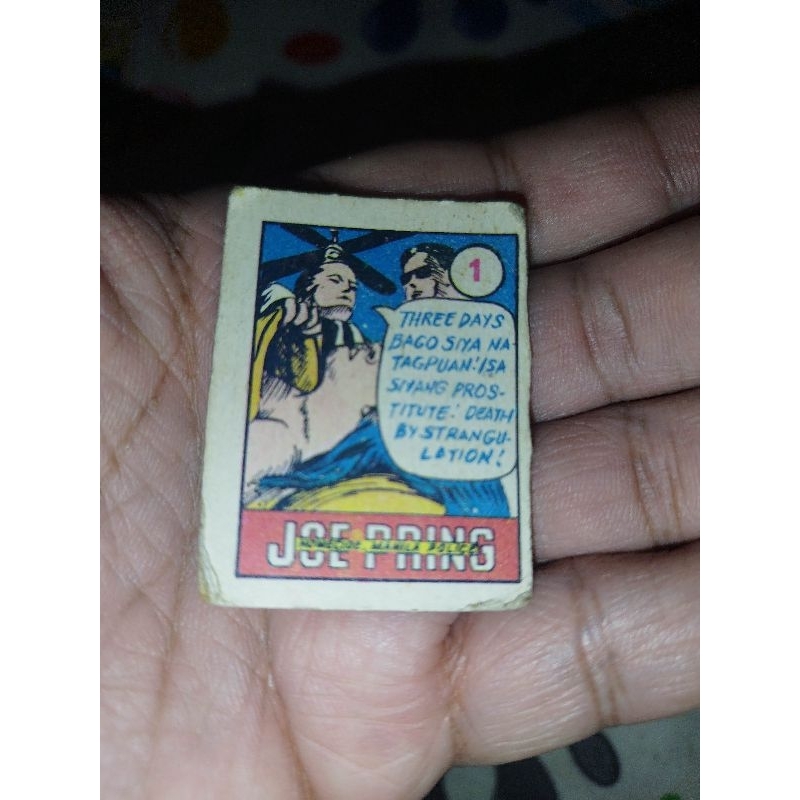 1
THREE DAYS
BAGO SIYA NA-
TAGPUAN! ISA
SIYANG PROS-
TITUTE! DEATH
BY STRANGU-
LATION!
JOE PRING
HOMICIDE, MANILA POLICE